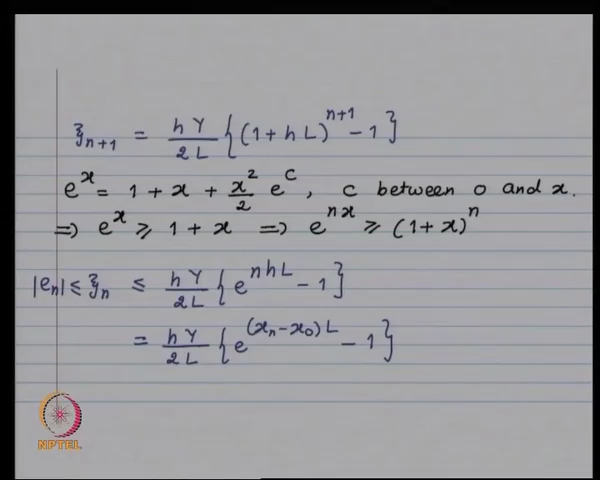 ξ_{n+1} = hY/2L {(1+hL)^{n+1} - 1}
e^x = 1 + x + x^2/2 e^c, c between 0 and x.
⇒ e^x ≥ 1 + x ⇒ e^{nx} ≥ (1+x)^n
|e_n| ≤ ξ_n ≤ hY/2L {e^{nhL} - 1}
= hY/2L {e^{(x_n - x_0)L} - 1}
NPTEL